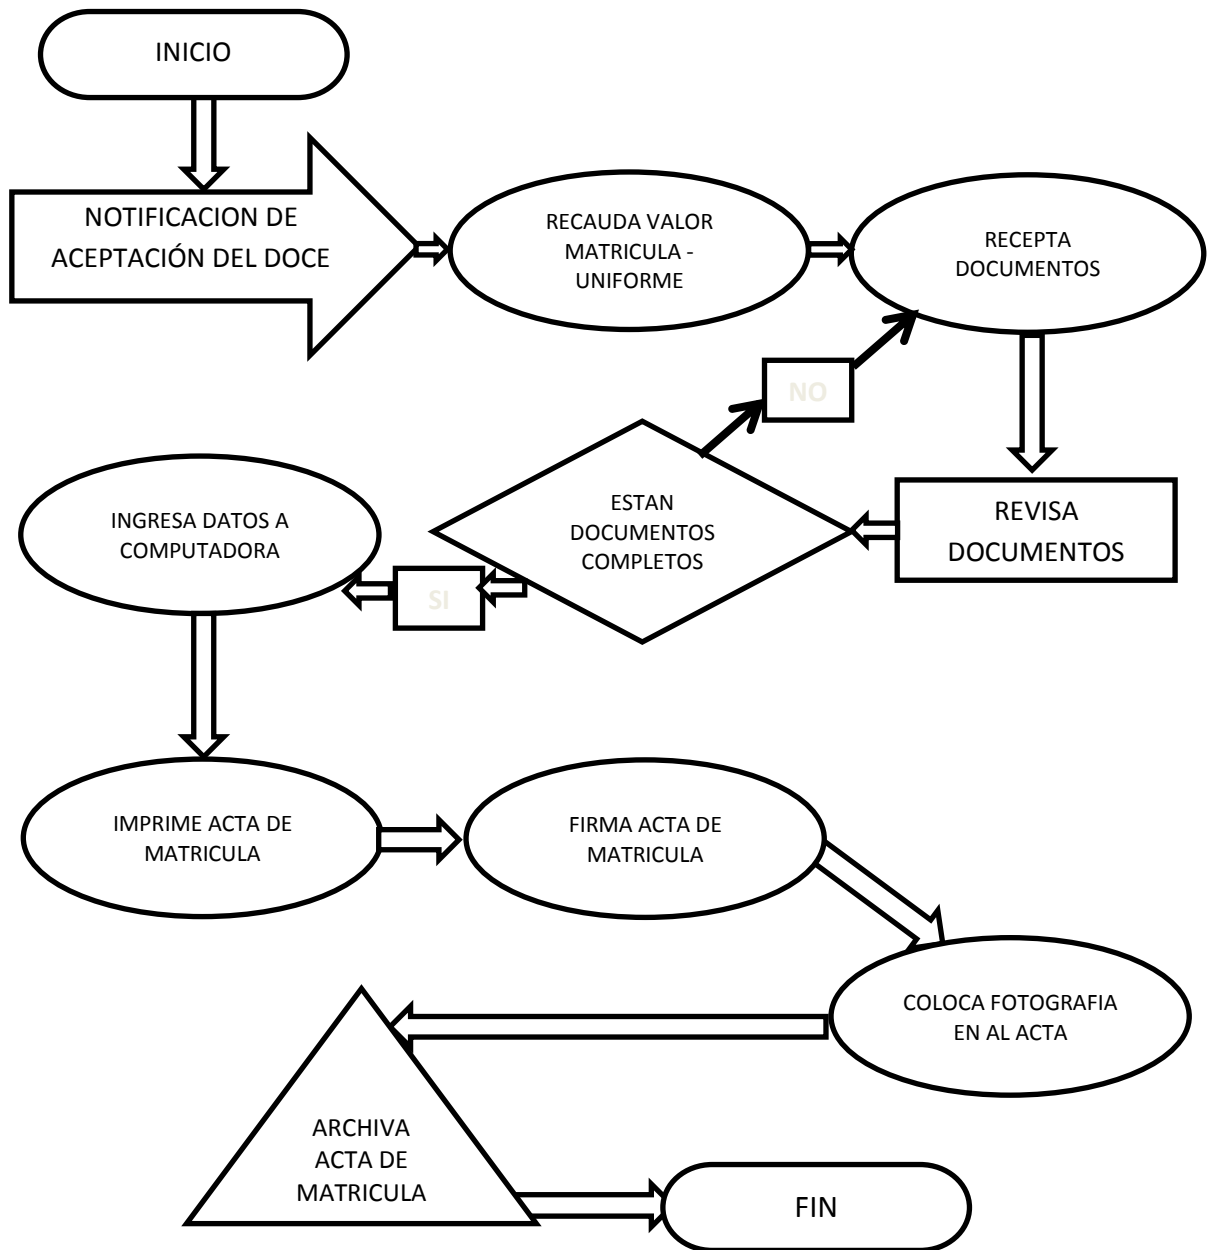 INICIO
NOTIFICACION DE
ACEPTACIÓN DEL DOCE
RECAUDA VALOR
MATRICULA -
UNIFORME
RECEPTA
DOCUMENTOS
NO
REVISA
DOCUMENTOS
ESTAN
DOCUMENTOS
COMPLETOS
SI
INGRESA DATOS A
COMPUTADORA
IMPRIME ACTA DE
MATRICULA
FIRMA ACTA DE
MATRICULA
COLOCA FOTOGRAFIA
EN AL ACTA
ARCHIVA
ACTA DE
MATRICULA
FIN